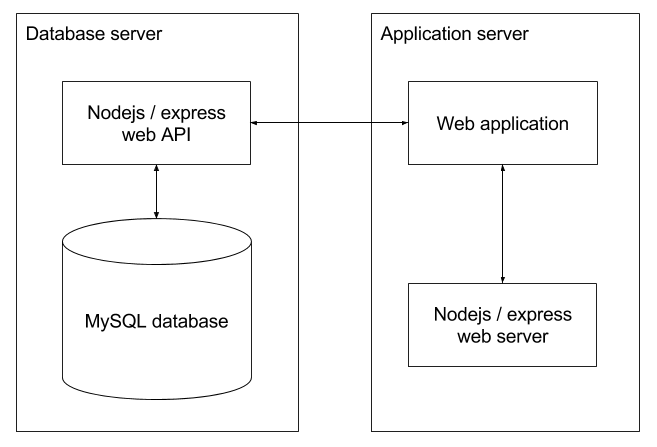 Database server
Nodejs / express
web API
MySQL database
Application server
Web application
Nodejs / express
web server